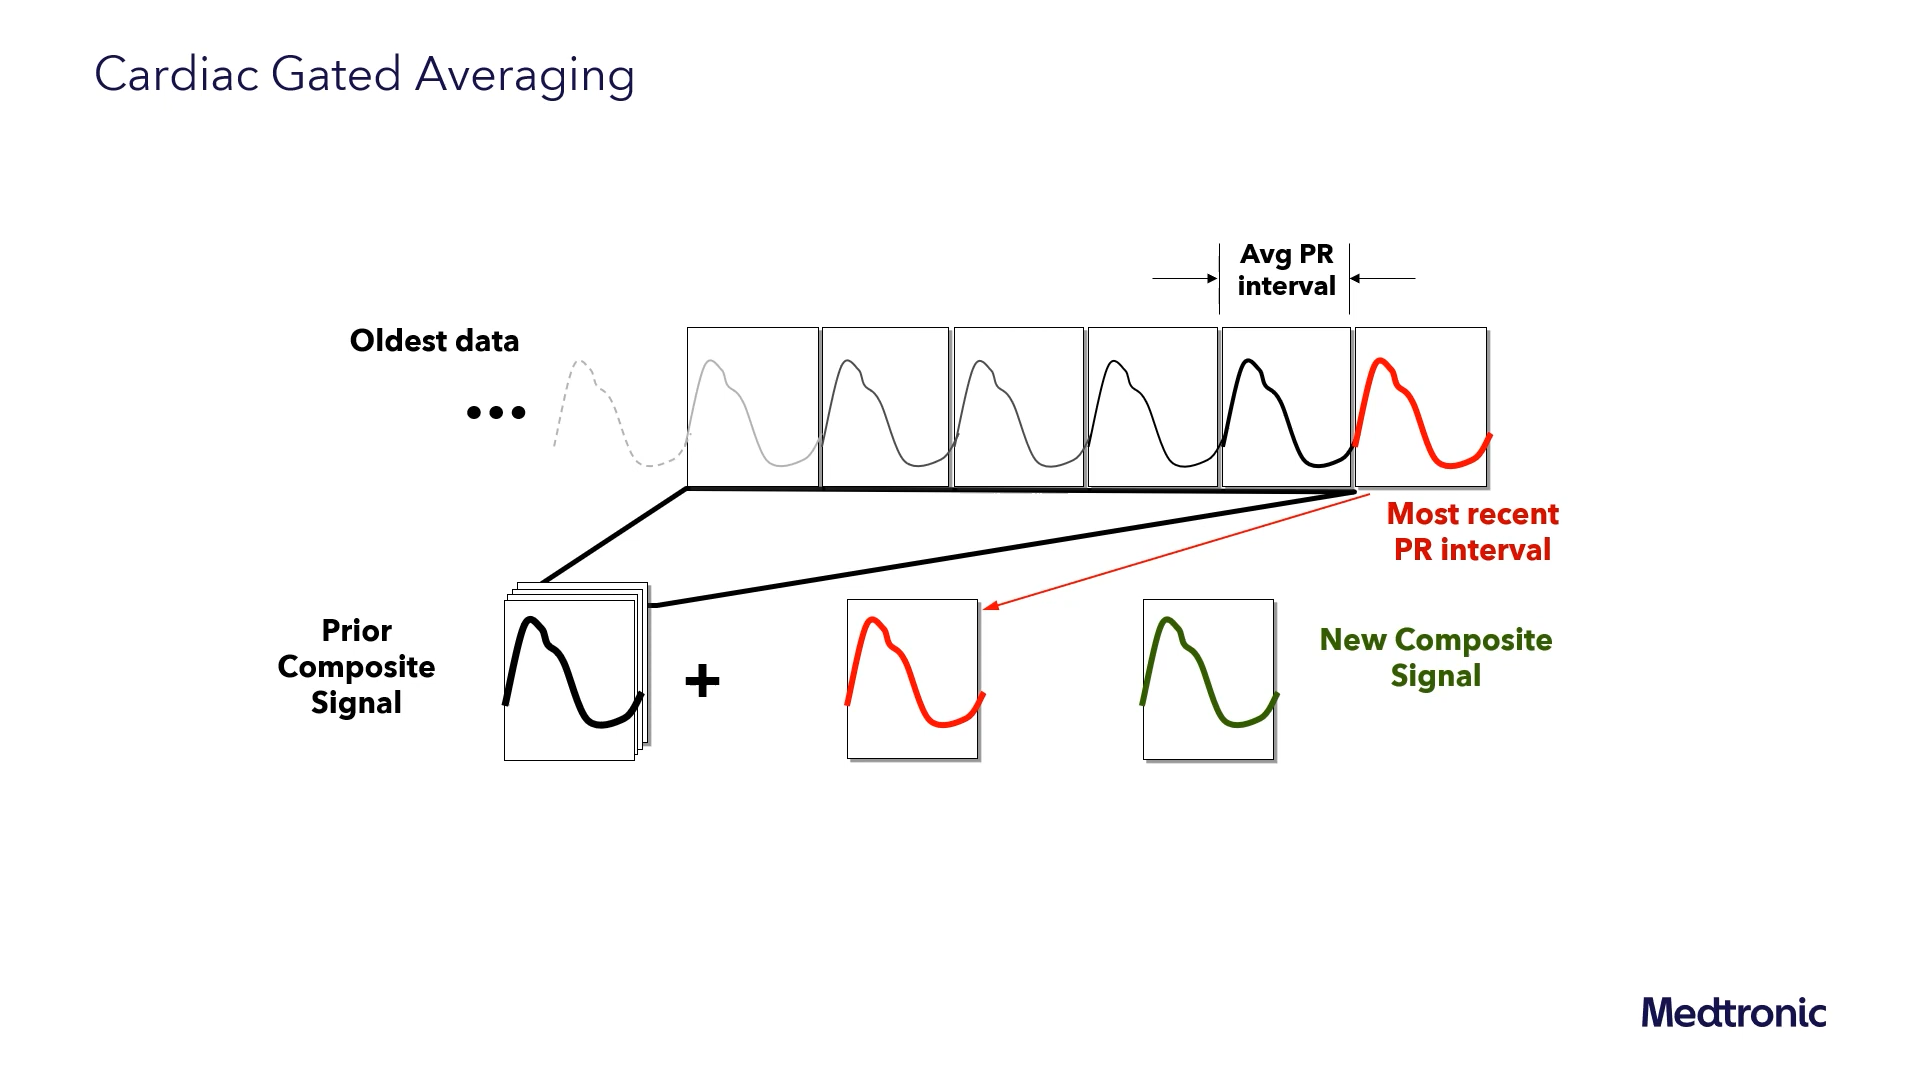 Cardiac Gated Averaging
Avg PR
interval
Oldest data
Most recent
PR interval
Prior
Composite
Signal
+
New Composite
Signal
Medtronic